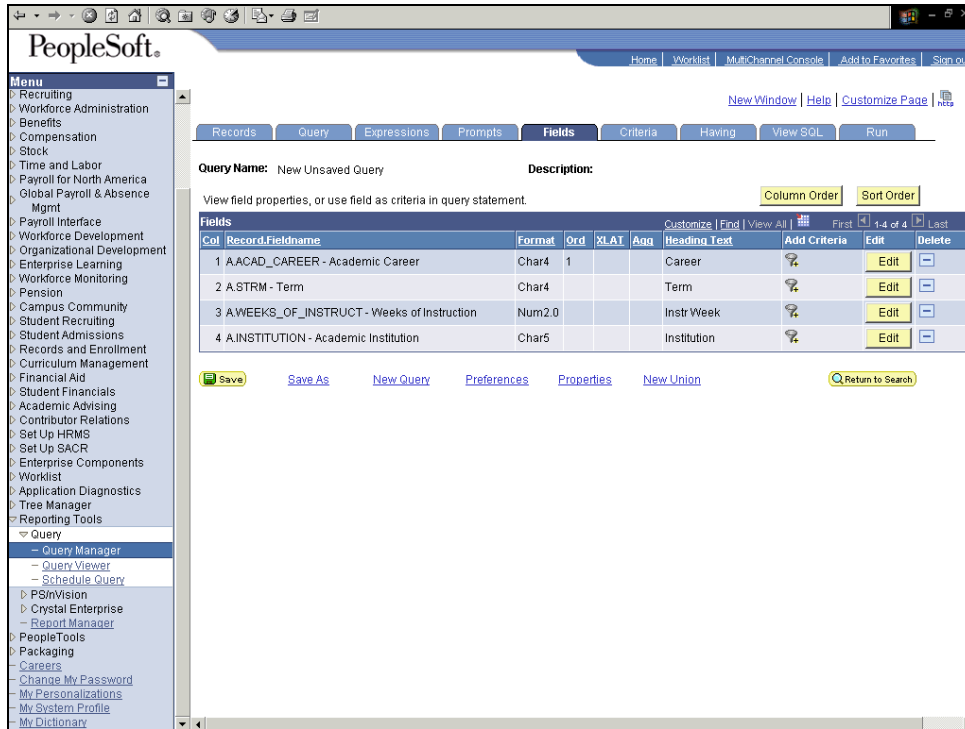 PeopleSoft®
Home | Worklist | MultiChannel Console | Add to Favorites | Sign ou
Menu
Recruiting
Workforce Administration
Benefits
Compensation
Stock
Time and Labor
Payroll for North America
Global Payroll & Absence
Mgmt
Payroll Interface
Workforce Development
Organizational Development
Enterprise Learning
Workforce Monitoring
Pension
Campus Community
Student Recruiting
Student Admissions
Records and Enrollment
Curriculum Management
Financial Aid
Student Financials
Academic Advising
Contributor Relations
Set Up HRMS
Set Up SACR
Enterprise Components
Worklist
Application Diagnostics
Tree Manager
Reporting Tools
Query
Query Manager
Query Viewer
Schedule Query
PS/nVision
Crystal Enterprise
Report Manager
PeopleTools
Packaging
Careers
Change My Password
My Personalizations
My System Profile
My Dictionary
New Window | Help | Customize Page | http
Records Query Expressions Prompts Fields Criteria Having View SQL Run
Query Name: New Unsaved Query Description:
View field properties, or use field as criteria in query statement. Column Order Sort Order
Fields Customize | Find | View All | First 1-4 of 4 Last
Col Record.Fieldname Format Ord XLAT Agg Heading Text Add Criteria Edit Delete
1 A.ACAD_CAREER - Academic Career Char4 1 Career Edit
2 A.STRM - Term Char4 Term Edit
3 A.WEEKS_OF_INSTRUCT - Weeks of Instruction Num2.0 Instr Week Edit
4 A.INSTITUTION - Academic Institution Char5 Institution Edit
Save Save As New Query Preferences Properties New Union Return to Search